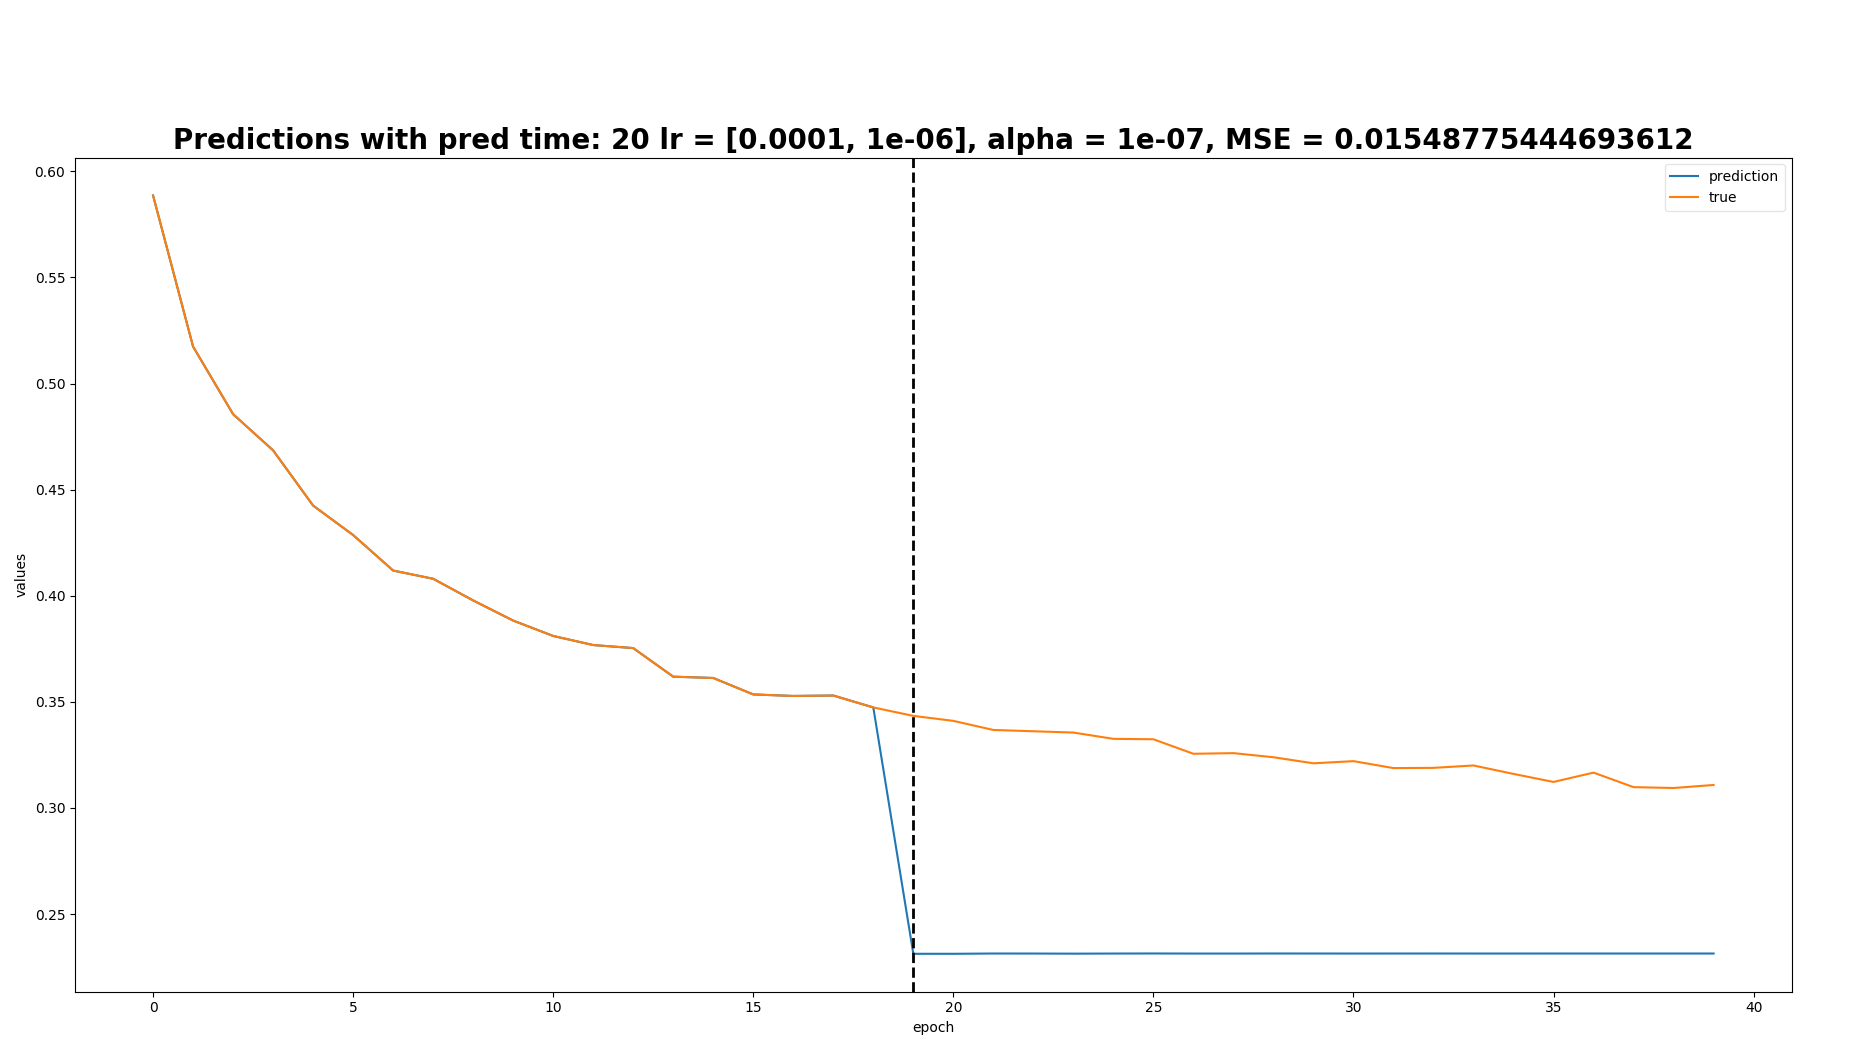 Predictions with pred time: 20 lr = [0.0001, 1e-06], alpha = 1e-07, MSE = 0.01548775444693612
prediction
true
values
0.60
0.55
0.50
0.45
0.40
0.35
0.30
0.25
0 5 10 15 20 25 30 35 40
epoch